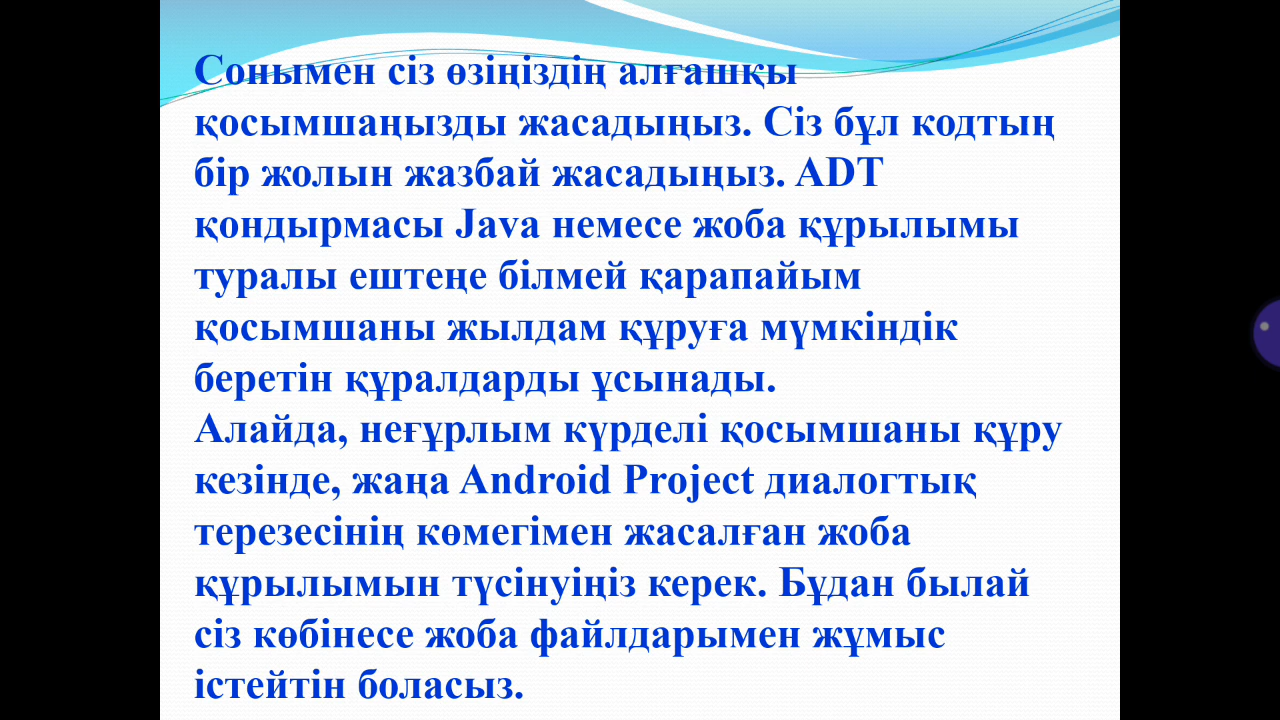 Сонымен сіз өзіңіздің алғашқы
қосымшаңызды жасадыңыз. Сіз бұл кодтың
бір жолын жазбай жасадыңыз. ADT
қондырмасы Java немесе жоба құрылымы
туралы ештеңе білмей қарапайым
қосымшаны жылдам құруға мүмкіндік
беретін құралдарды ұсынады.
Алайда, неғұрлым күрделі қосымшаны құру
кезінде, жаңа Android Project диалогтық
терезесінің көмегімен жасалған жоба
құрылымын түсінуіңіз керек. Бұдан былай
сіз көбінесе жоба файлдарымен жұмыс
істейтін боласыз.